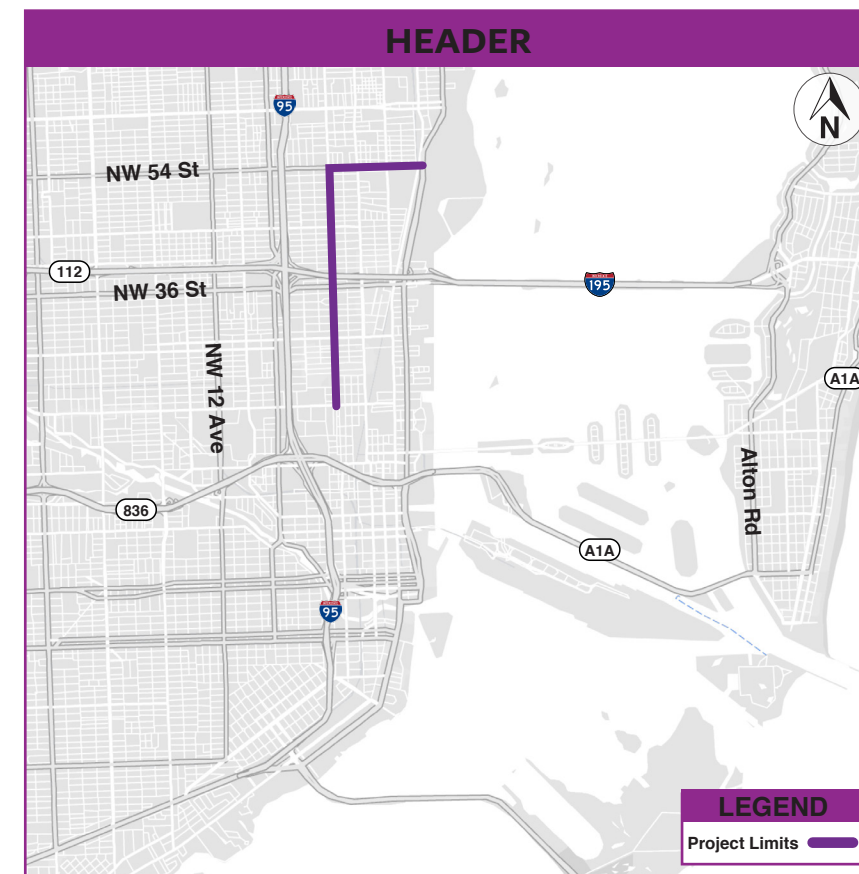 HEADER
95
N
NW 54 St
112
195
NW 36 St
NW 12 Ave
A1A
Alton Rd
836
A1A
95
LEGEND
Project Limits